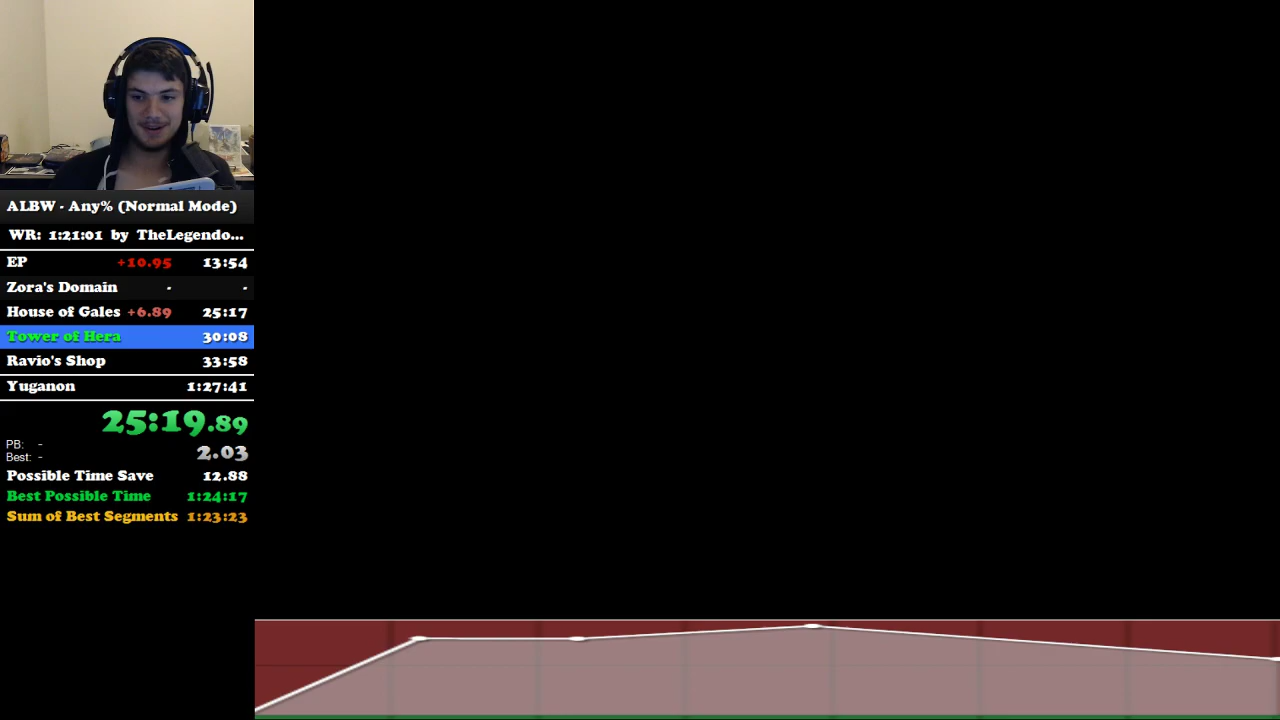 ALBW - Any% (Normal Mode)
WR: 1:21:01 by TheLegendo...
EP +10.95 13:54
Zora's Domain - -
House of Gales +6.89 25:17
Tower of Hera 30:08
Ravio's Shop 33:58
Yuganon 1:27:41
25:19.89
PB: -
Best: - 2.03
Possible Time Save 12.88
Best Possible Time 1:24:17
Sum of Best Segments 1:23:23